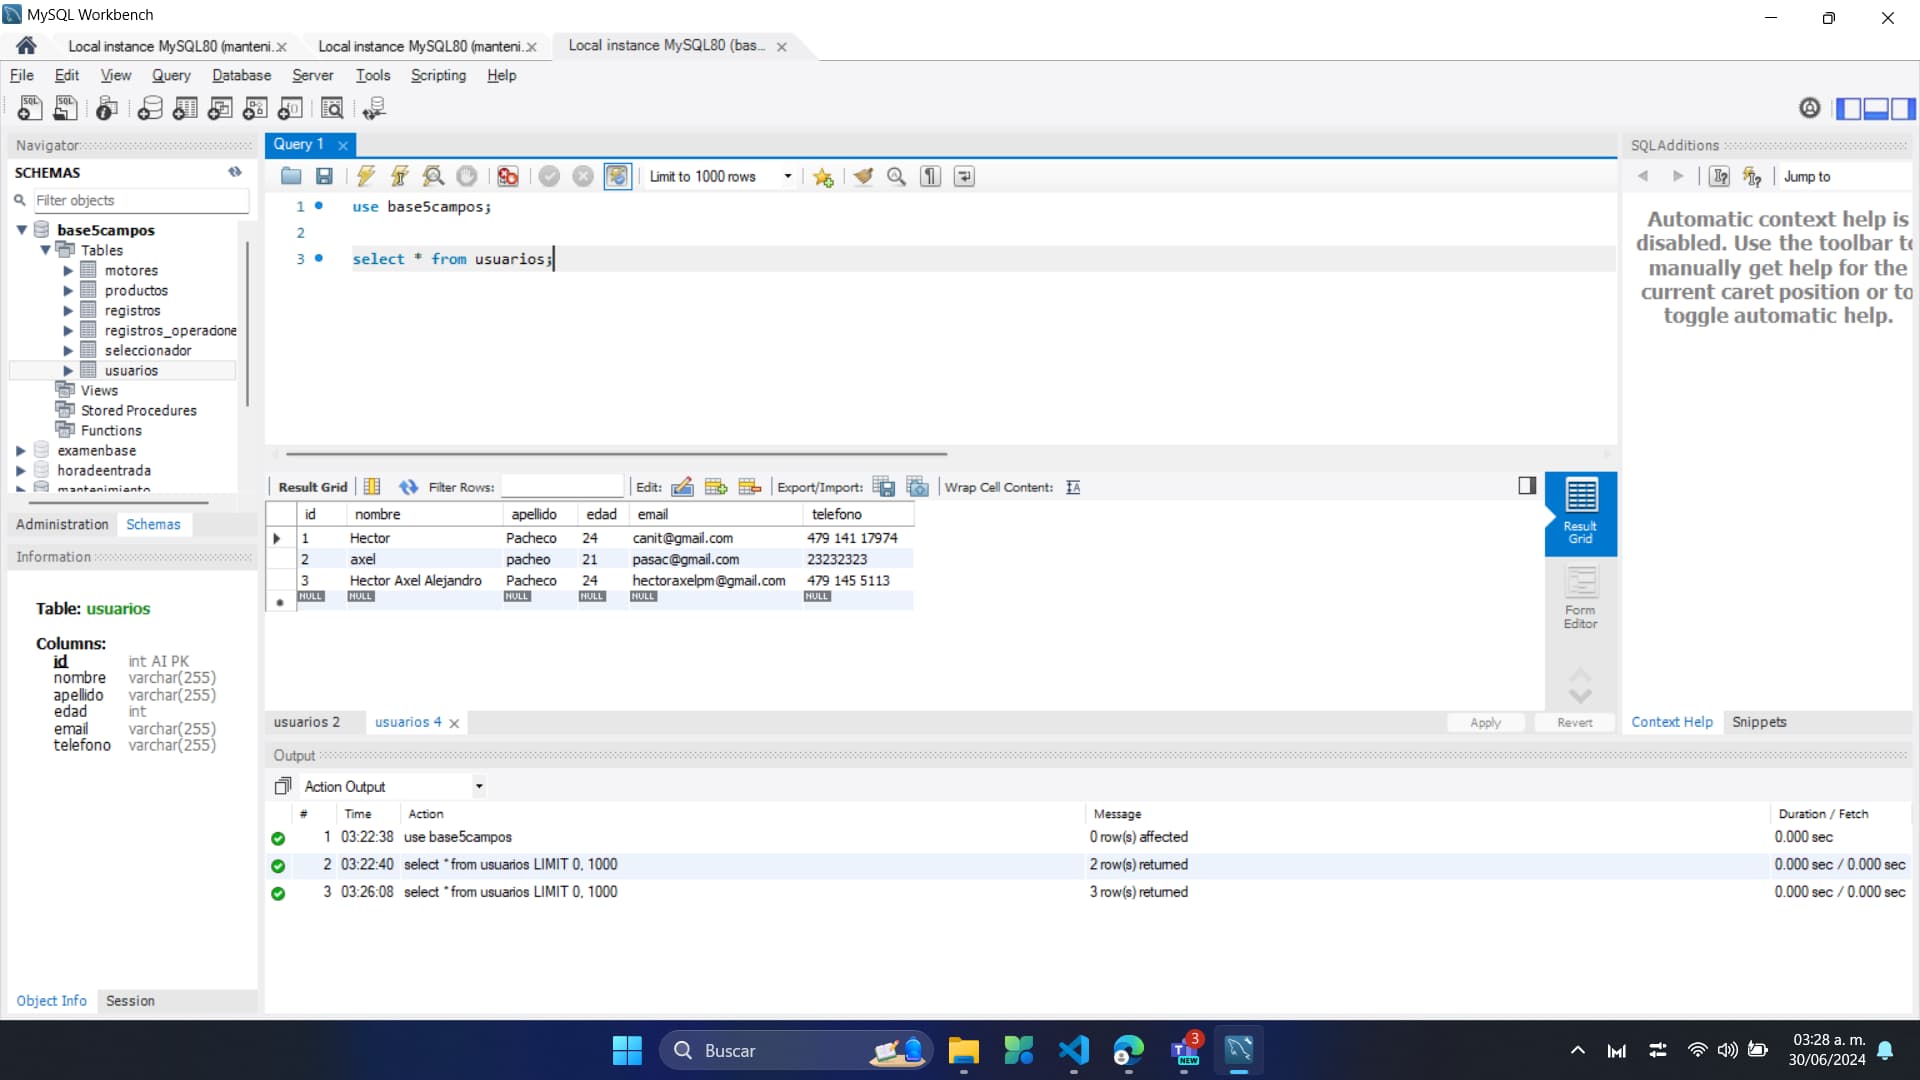 MySQL Workbench
Local instance MySQL80 (manteni...
Local instance MySQL80 (manteni...
Local instance MySQL80 (bas...
File Edit View Query Database Server Tools Scripting Help
Navigator
SCHEMAS
Filter objects
base5campos
Tables
motores
productos
registros
registros_operacione
seleccionador
usuarios
Views
Stored Procedures
Functions
examenbase
horadeentrada
mantenimiento
Administration Schemas
Information
Table: usuarios
Columns:
id int AI PK
nombre varchar(255)
apellido varchar(255)
edad int
email varchar(255)
telefono varchar(255)
Object Info Session
Query 1
Limit to 1000 rows
1 use base5campos;
2
3 select * from usuarios;
Result Grid Filter Rows: Edit: Export/Import: Wrap Cell Content:
id nombre apellido edad email telefono
1 Hector Pacheco 24 canit@gmail.com 479 141 17974
2 axel pacheo 21 pasac@gmail.com 23232323
3 Hector Axel Alejandro Pacheco 24 hectoraxelpm@gmail.com 479 145 5113
NULL NULL NULL NULL NULL NULL
Result
Grid
Form
Editor
usuarios 2 usuarios 4 Apply Revert
SQLAdditions
Jump to
Automatic context help is
disabled. Use the toolbar to
manually get help for the
current caret position or to
toggle automatic help.
Context Help Snippets
Output
Action Output
# Time Action Message Duration / Fetch
1 03:22:38 use base5campos 0 row(s) affected 0.000 sec
2 03:22:40 select * from usuarios LIMIT 0, 1000 2 row(s) returned 0.000 sec / 0.000 sec
3 03:26:08 select * from usuarios LIMIT 0, 1000 3 row(s) returned 0.000 sec / 0.000 sec
Buscar
3
NEW
03:28 a. m.
30/06/2024